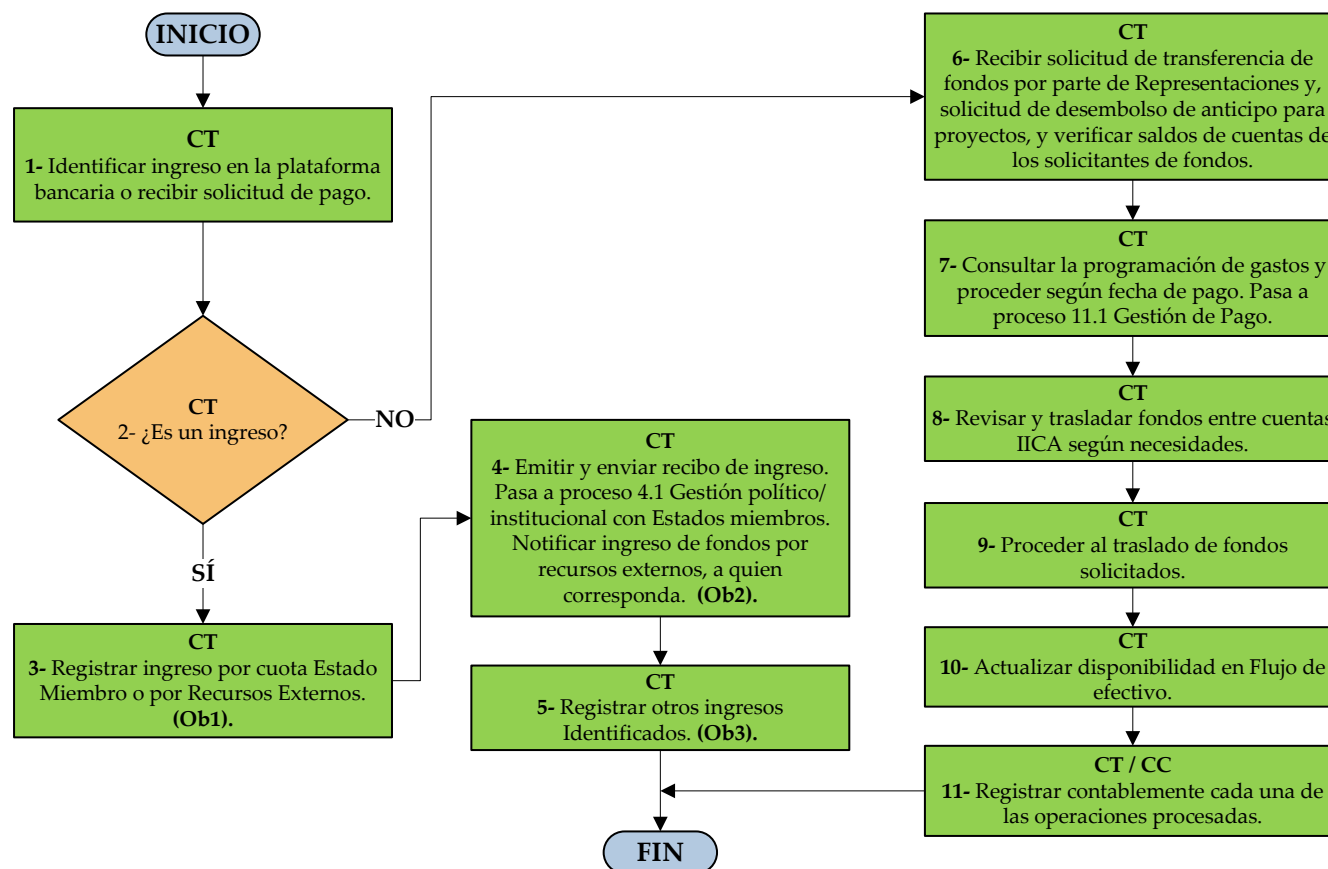 INICIO
CT
1- Identificar ingreso en la plataforma
bancaria o recibir solicitud de pago.
CT
2- ¿Es un ingreso?
NO
SÍ
CT
3- Registrar ingreso por cuota Estado
Miembro o por Recursos Externos.
(Ob1).
CT
4- Emitir y enviar recibo de ingreso.
Pasa a proceso 4.1 Gestión político/
institucional con Estados miembros.
Notificar ingreso de fondos por
recursos externos, a quien
corresponda. (Ob2).
CT
5- Registrar otros ingresos
Identificados. (Ob3).
FIN
CT
6- Recibir solicitud de transferencia de
fondos por parte de Representaciones y,
solicitud de desembolso de anticipo para
proyectos, y verificar saldos de cuentas de
los solicitantes de fondos.
CT
7- Consultar la programación de gastos y
proceder según fecha de pago. Pasa a
proceso 11.1 Gestión de Pago.
CT
8- Revisar y trasladar fondos entre cuentas
IICA según necesidades.
CT
9- Proceder al traslado de fondos
solicitados.
CT
10- Actualizar disponibilidad en Flujo de
efectivo.
CT / CC
11- Registrar contablemente cada una de
las operaciones procesadas.